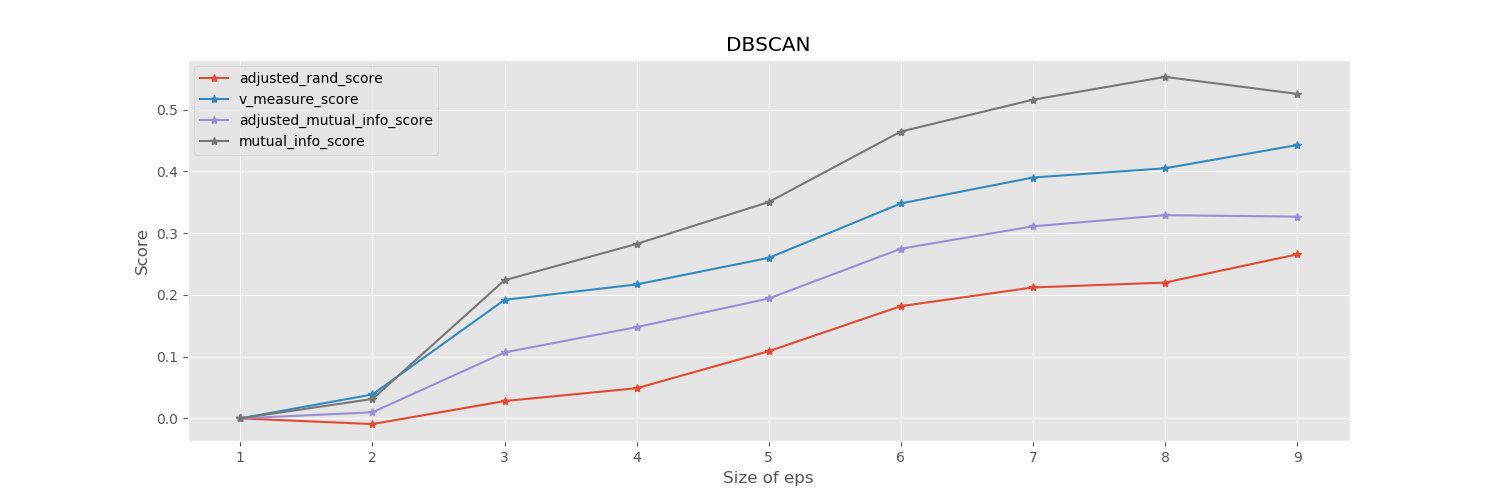 DBSCAN
adjusted_rand_score
v_measure_score
adjusted_mutual_info_score
mutual_info_score
Score
0.5
0.4
0.3
0.2
0.1
0.0
1 2 3 4 5 6 7 8 9
Size of eps